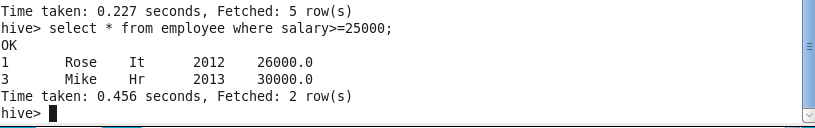 Time taken: 0.227 seconds, Fetched: 5 row(s)
hive> select * from employee where salary>=25000;
OK
1       Rose    It      2012    26000.0
3       Mike    Hr      2013    30000.0
Time taken: 0.456 seconds, Fetched: 2 row(s)
hive>